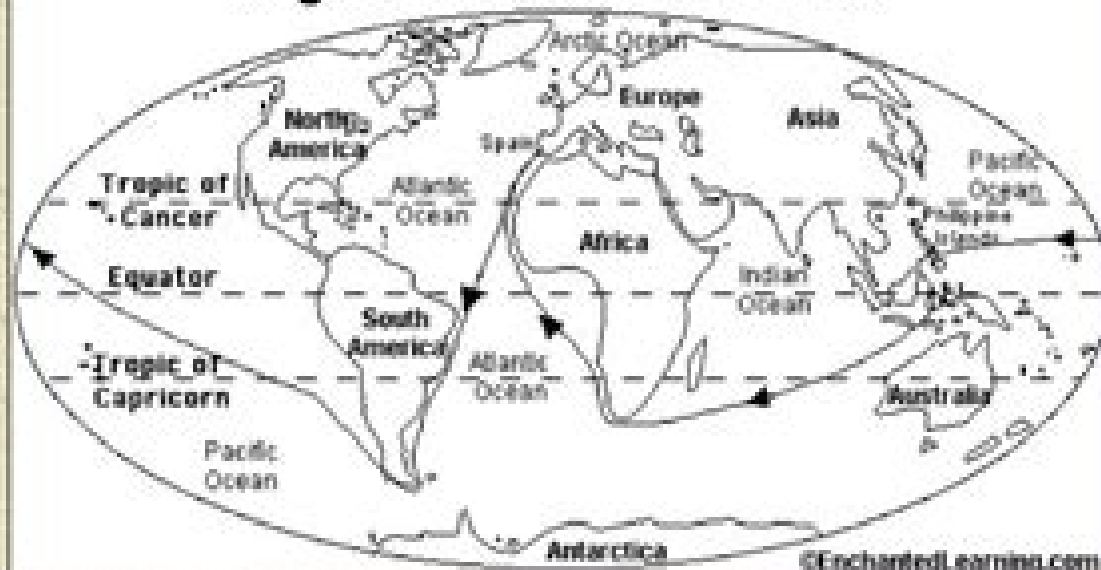 Arctic Ocean
Europe
Asia
North
America
Spain
Pacific
Ocean
Tropic of
Cancer
Atlantic
Ocean
Philippine
Islands
Africa
Equator
Indian
Ocean
South
America
Atlantic
Ocean
Tropic of
Capricorn
Australia
Pacific
Ocean
Antarctica
©EnchantedLearning.com